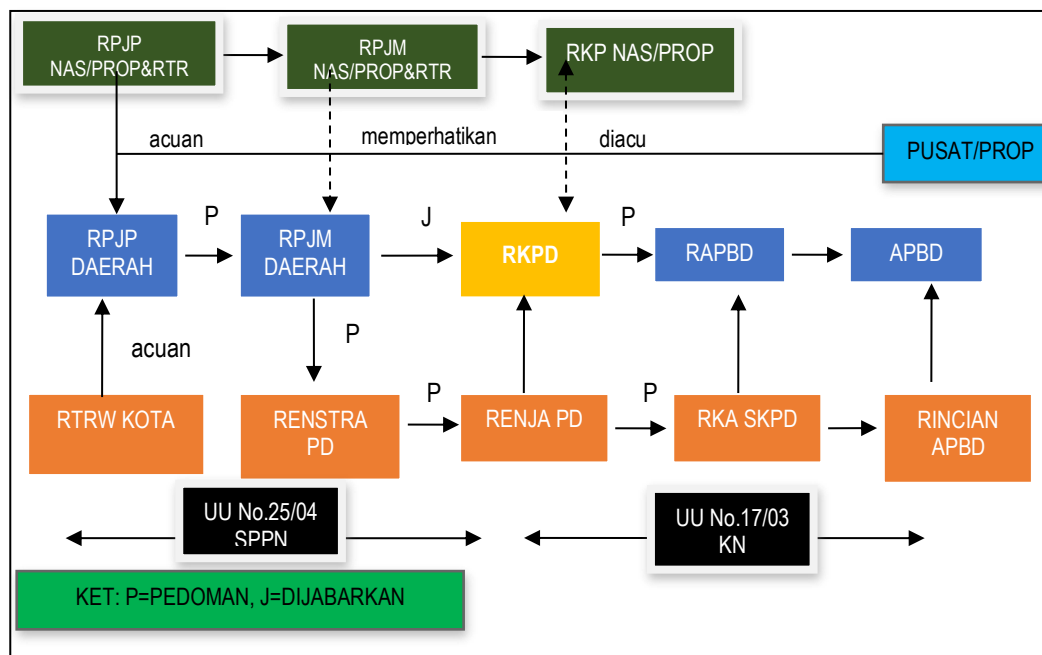 RPJP
NAS/PROP&RTR
RPJM
NAS/PROP&RTR
RKP NAS/PROP
acuan
memperhatikan
diacu
PUSAT/PROP
RPJP
DAERAH
P
RPJM
DAERAH
J
RKPD
P
RAPBD
APBD
acuan
P
RTRW KOTA
RENSTRA
PD
P
RENJA PD
P
RKA SKPD
RINCIAN
APBD
UU No.25/04
SPPN
UU No.17/03
KN
KET: P=PEDOMAN, J=DIJABARKAN